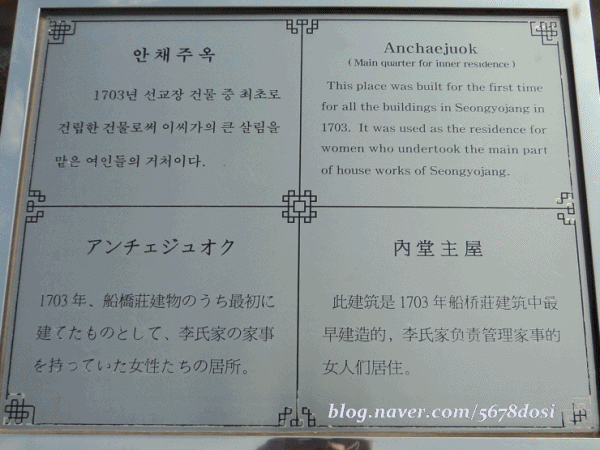 안채주옥
1703년 선교장 건물 중 최초로
건립한 건물로써 이씨가의 큰 살림을
맡은 여인들의 거처이다.
Anchaejuok
( Main quarter for inner residence )
This place was built for the first time
for all the buildings in Seongyojang in
1703. It was used as the residence for
women who undertook the main part
of house works of Seongyojang.
アンチェジュオク
1703年、船橋莊建物のうち最初に
建てたものとして、李氏家の家事
を持っていた女性たちの居所。
內堂主屋
此建筑是1703年船桥莊建筑中最
早建造的，李氏家负责管理家事的
女人们居住。
blog.naver.com/5678dosi